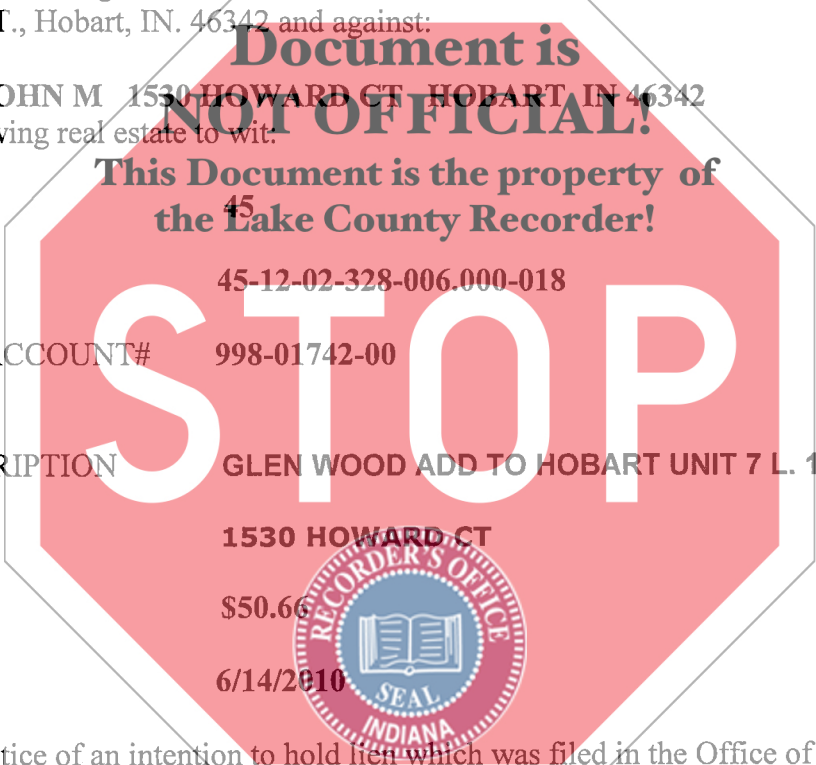 T., Hobart, IN. 46342 and against:
Document is
OHN M 1530 HOWARD CT HOBART IN 46342
NOT OFFICIAL!
ving real estate to wit:
This Document is the property of
45
the Lake County Recorder!
45-12-02-328-006.000-018
STOP
ACCOUNT# 998-01742-00
RIPTION GLEN WOOD ADD TO HOBART UNIT 7 L. 1
1530 HOWARD CT
RECORDER'S OFFICE
$50.66
6/14/2010
SEAL
INDIANA
tice of an intention to hold lien which was filed in the Office of